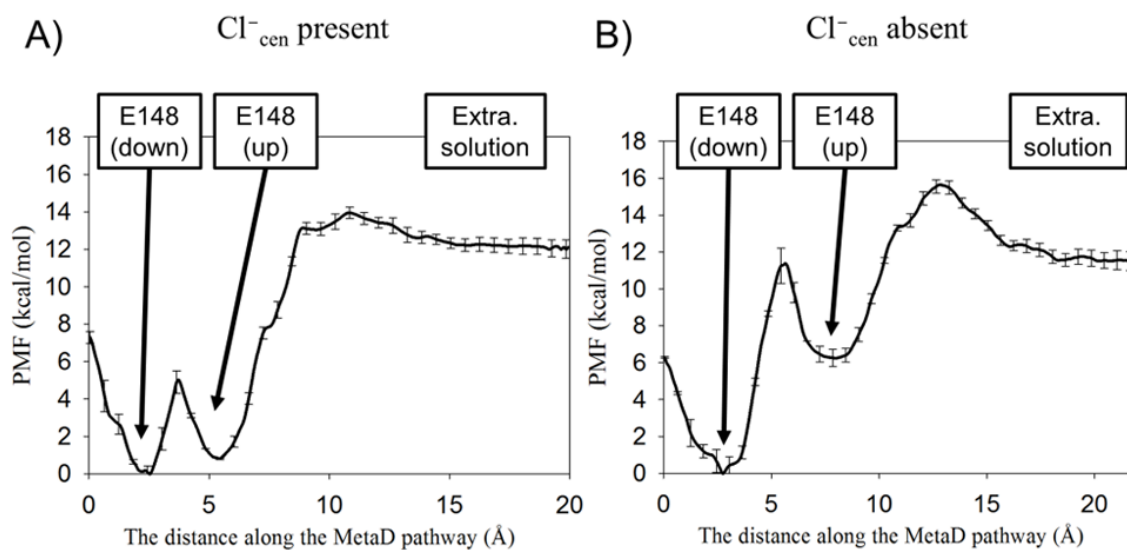 A)
Cl⁻cen present
E148
(down)
E148
(up)
Extra.
solution
18
16
14
12
10
8
6
4
2
0
PMF (kcal/mol)
0
5
10
15
20
The distance along the MetaD pathway (Å)
B)
Cl⁻cen absent
E148
(down)
E148
(up)
Extra.
solution
18
16
14
12
10
8
6
4
2
0
PMF (kcal/mol)
0
5
10
15
20
The distance along the MetaD pathway (Å)